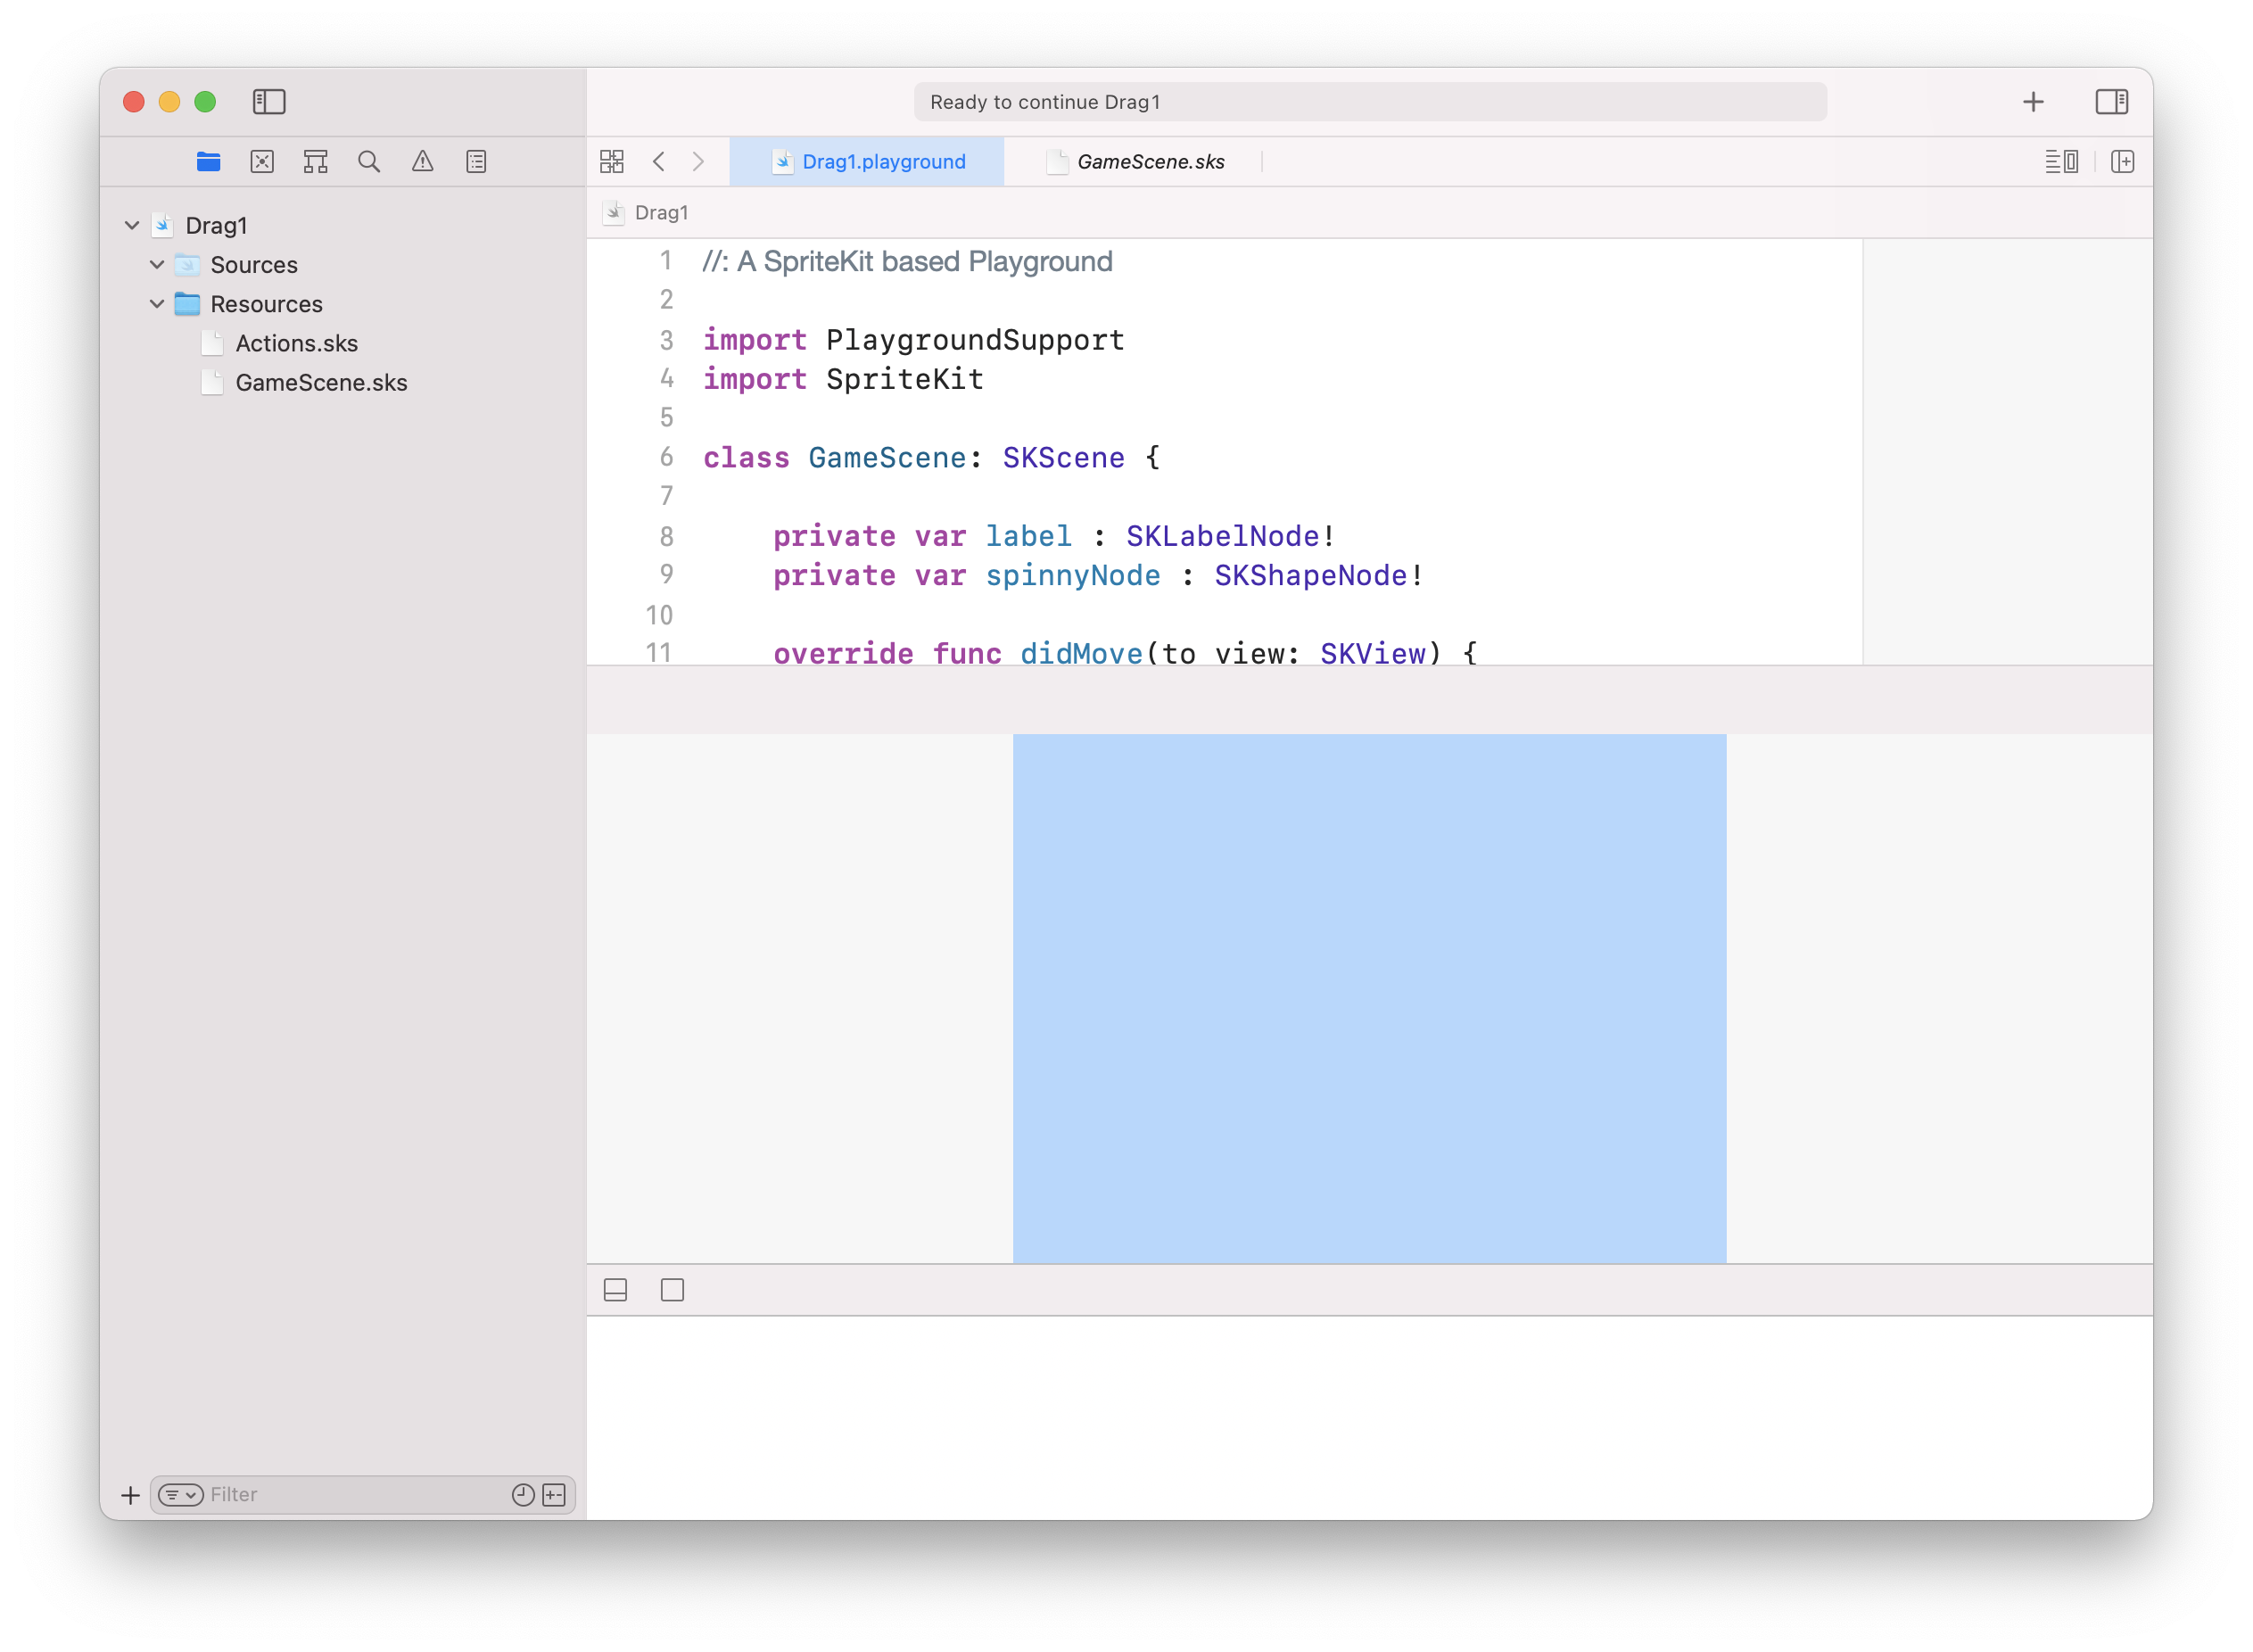 Ready to continue Drag1
Drag1.playground
GameScene.sks
Drag1
Drag1
Sources
Resources
Actions.sks
GameScene.sks
1 //: A SpriteKit based Playground
2
3 import PlaygroundSupport
4 import SpriteKit
5
6 class GameScene: SKScene {
7
8 private var label : SKLabelNode!
9 private var spinnyNode : SKShapeNode!
10
11 override func didMove(to view: SKView) {
Filter